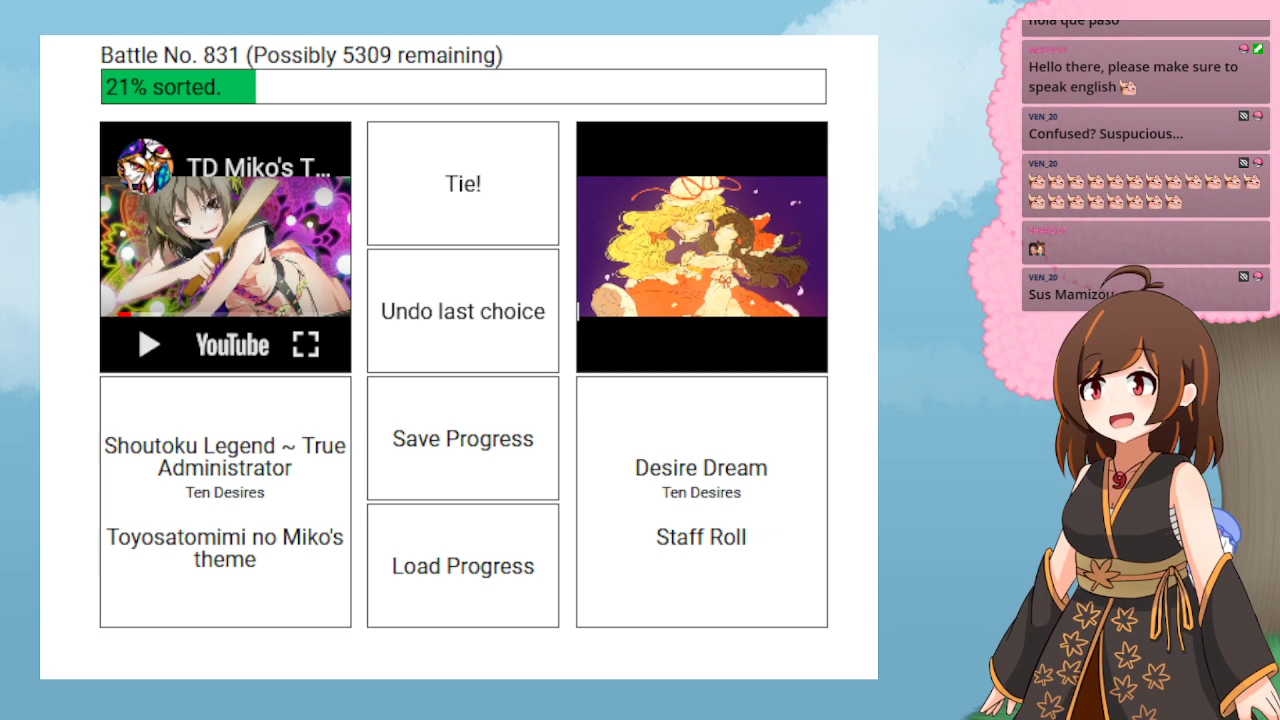 Battle No. 831 (Possibly 5309 remaining)
21% sorted.
TD Miko's T...
YouTube
Shoutoku Legend ~ True
Administrator
Ten Desires
Toyosatomimi no Miko's
theme
Tie!
Undo last choice
Save Progress
Load Progress
Desire Dream
Ten Desires
Staff Roll
hola que paso
Hello there, please make sure to
speak english
VEN_20
Confused? Suspucious...
VEN_20
VEN_20
Sus Mamizou
9